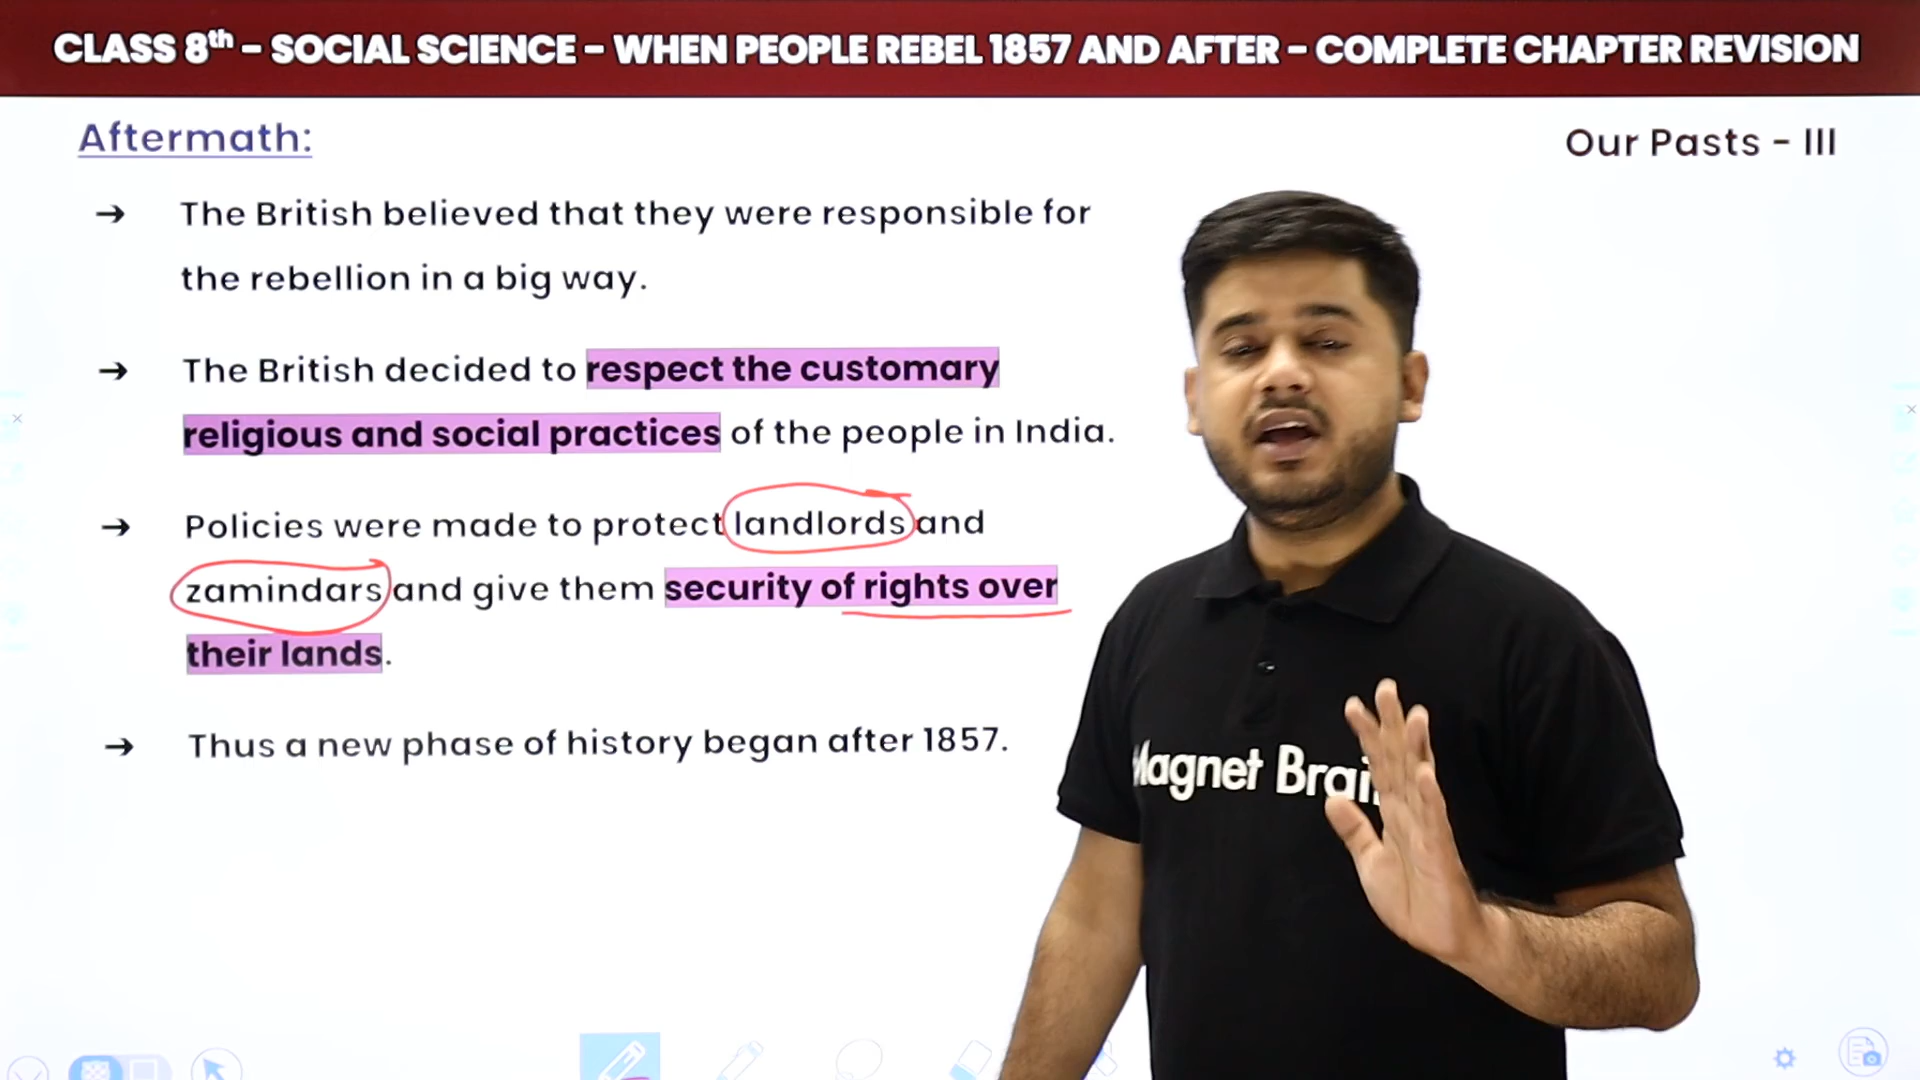 CLASS 8th – SOCIAL SCIENCE – WHEN PEOPLE REBEL 1857 AND AFTER – COMPLETE CHAPTER REVISION
Aftermath:
Our Pasts - III
→ The British believed that they were responsible for
the rebellion in a big way.
→ The British decided to respect the customary
religious and social practices of the people in India.
→ Policies were made to protect landlords and
zamindars and give them security of rights over
their lands.
→ Thus a new phase of history began after 1857.
Magnet Brai